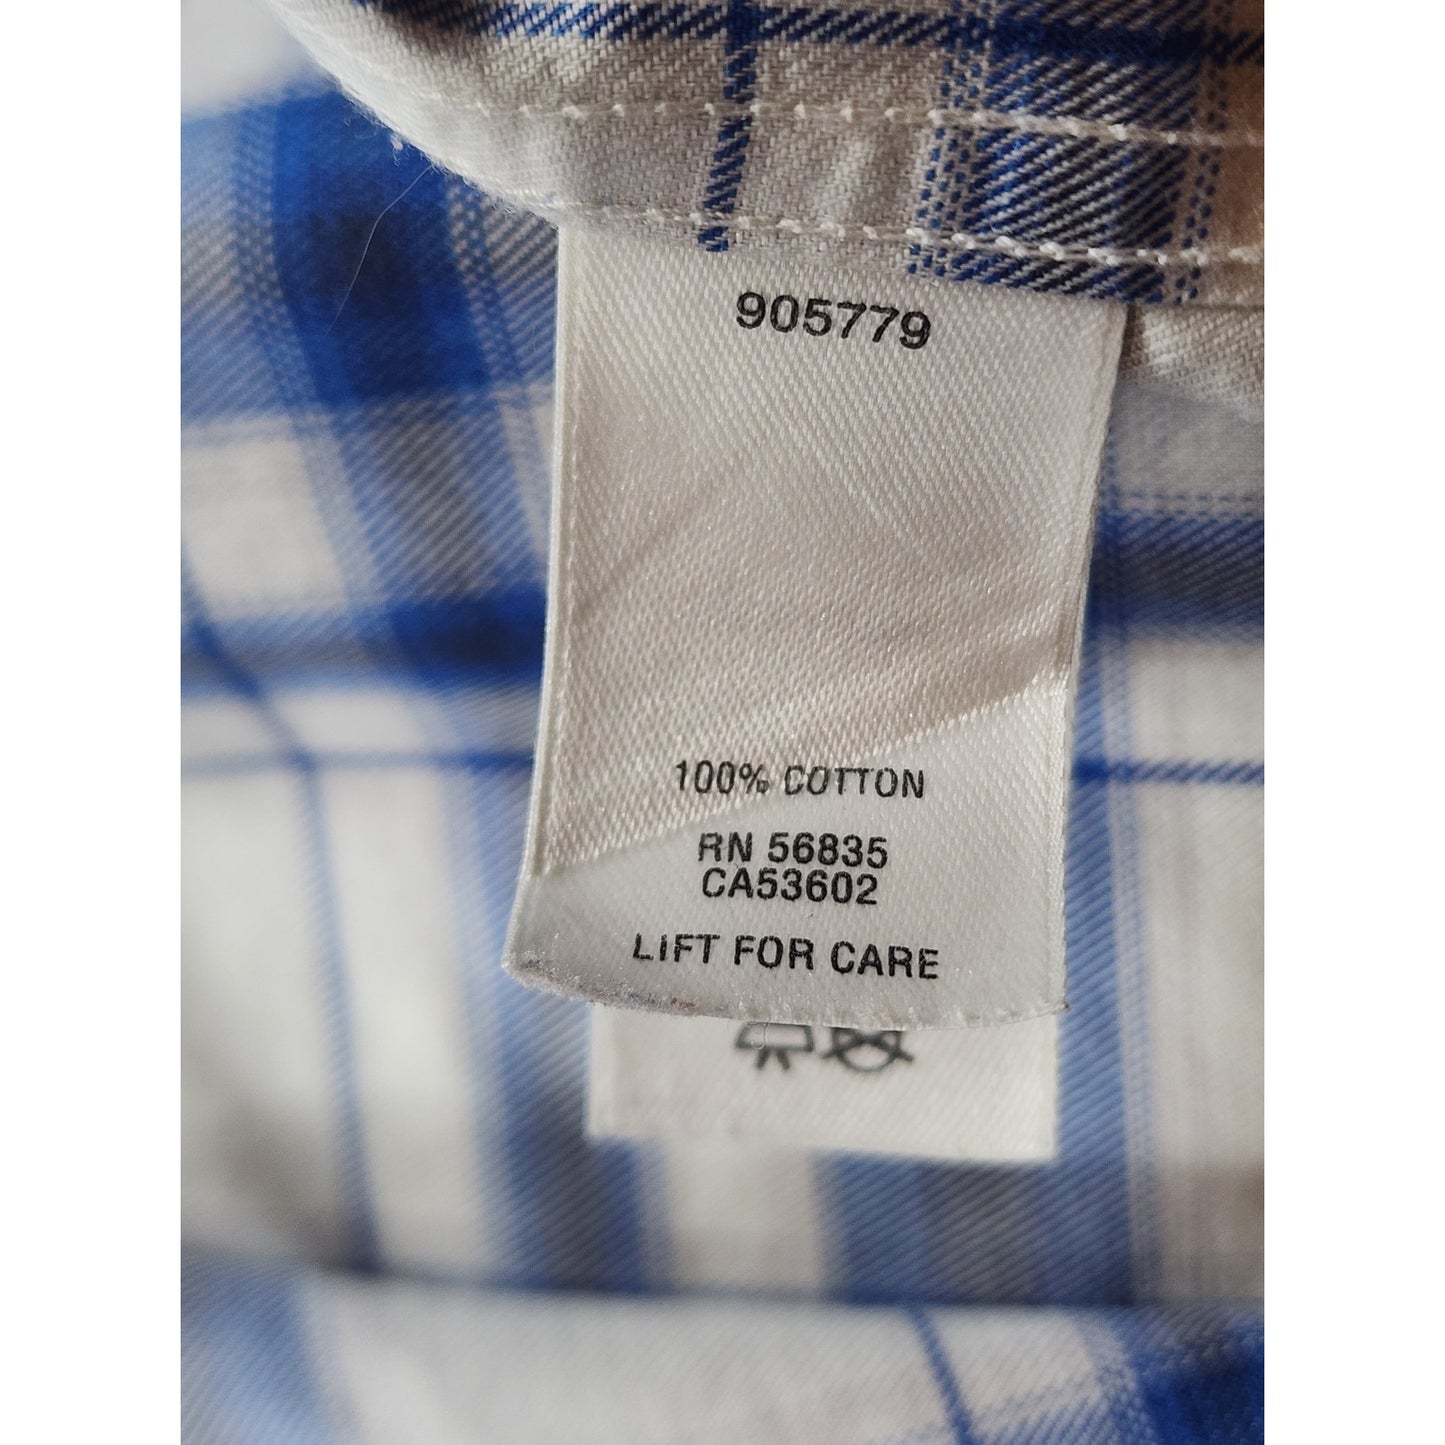 905779
100% COTTON
RN 56835
CA53602
LIFT FOR CARE